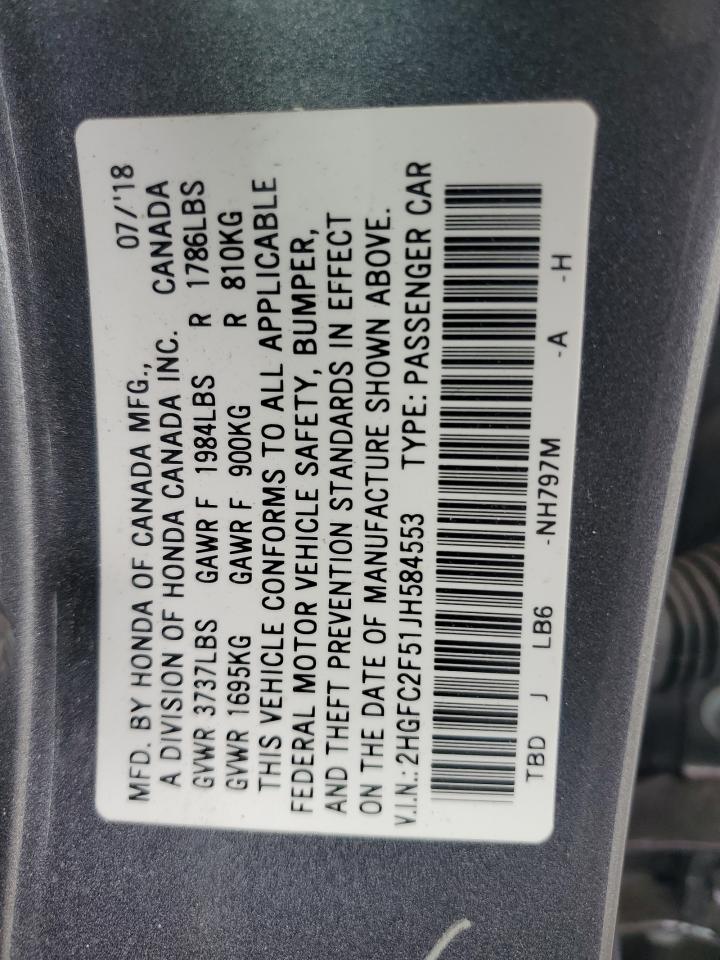 MFD. BY HONDA OF CANADA MFG., 07/'18
A DIVISION OF HONDA CANADA INC. CANADA
GVWR 3737LBS GAWR F 1984LBS R 1786LBS
GVWR 1695KG GAWR F 900KG R 810KG
THIS VEHICLE CONFORMS TO ALL APPLICABLE
FEDERAL MOTOR VEHICLE SAFETY, BUMPER,
AND THEFT PREVENTION STANDARDS IN EFFECT
ON THE DATE OF MANUFACTURE SHOWN ABOVE.
V.I.N.: 2HGFC2F51JH584553 TYPE: PASSENGER CAR
TBD J LB6 -NH797M -A -H